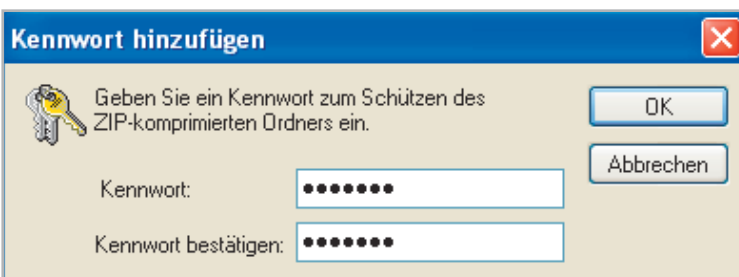 Kennwort hinzufügen
Geben Sie ein Kennwort zum Schützen des
ZIP-komprimierten Ordners ein.
OK
Abbrechen
Kennwort: •••••••
Kennwort bestätigen: •••••••